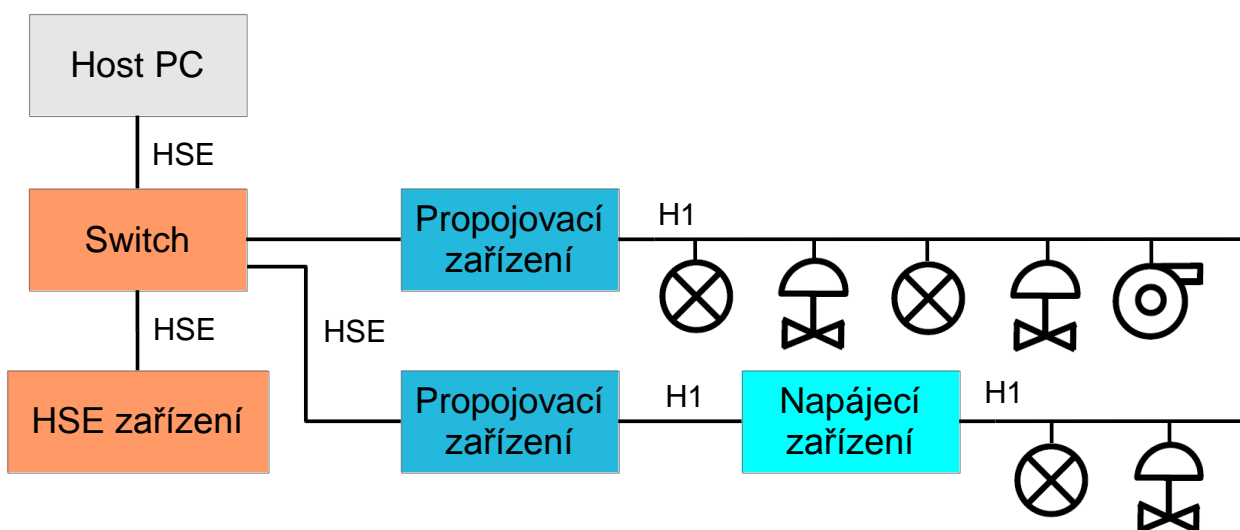 Host PC
HSE
Switch
Propojovací
zařízení
H1
HSE
HSE
HSE zařízení
Propojovací
zařízení
H1
Napájecí
zařízení
H1